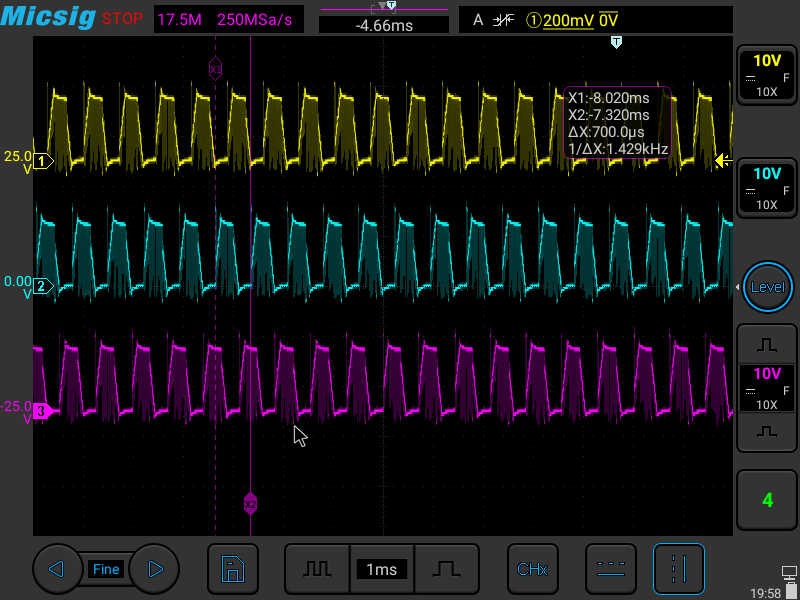 Micsig STOP 17.5M 250MSa/s -4.66ms A 1 200mV 0V
T
T
10V
F
10X
X1
X1:-8.020ms
X2:-7.320ms
ΔX:700.0μs
1/ΔX:1.429kHz
25.0
V
1
10V
F
10X
0.00
V
2
Level
10V
F
10X
-25.0
V
3
X2
4
Fine
1ms
CHx
19:58